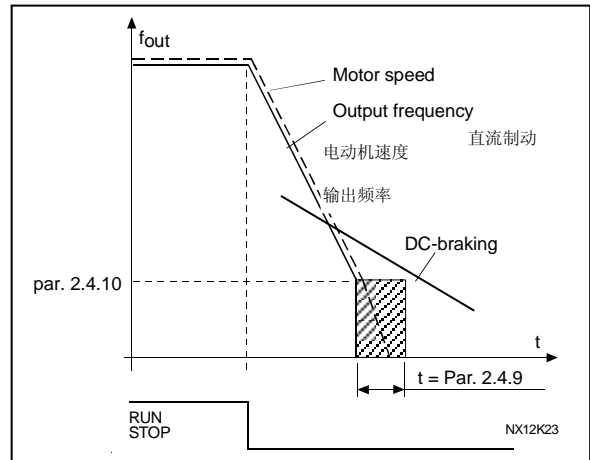 fout
Motor speed
Output frequency
直流制动
电动机速度
输出频率
DC-braking
par. 2.4.10
t
t = Par. 2.4.9
RUN
STOP
NX12K23